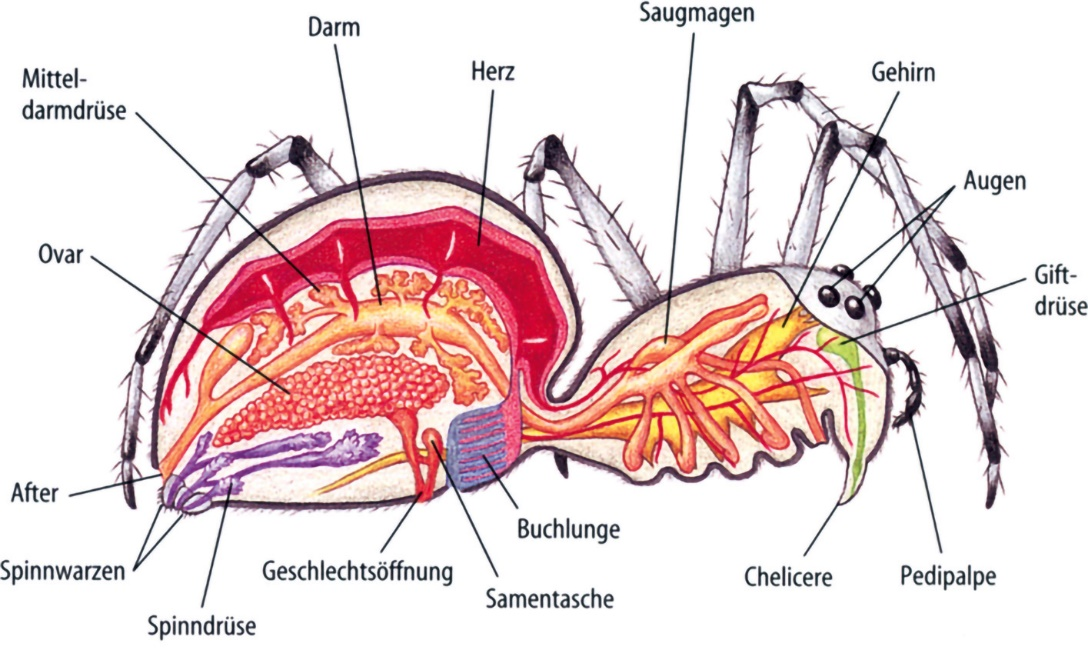 Saugmagen
Darm
Herz
Gehirn
Mittel-
darmdrüse
Augen
Ovar
Gift-
drüse
After
Buchlunge
Spinnwarzen
Geschlechtsöffnung
Chelicere
Pedipalpe
Samentasche
Spinndrüse